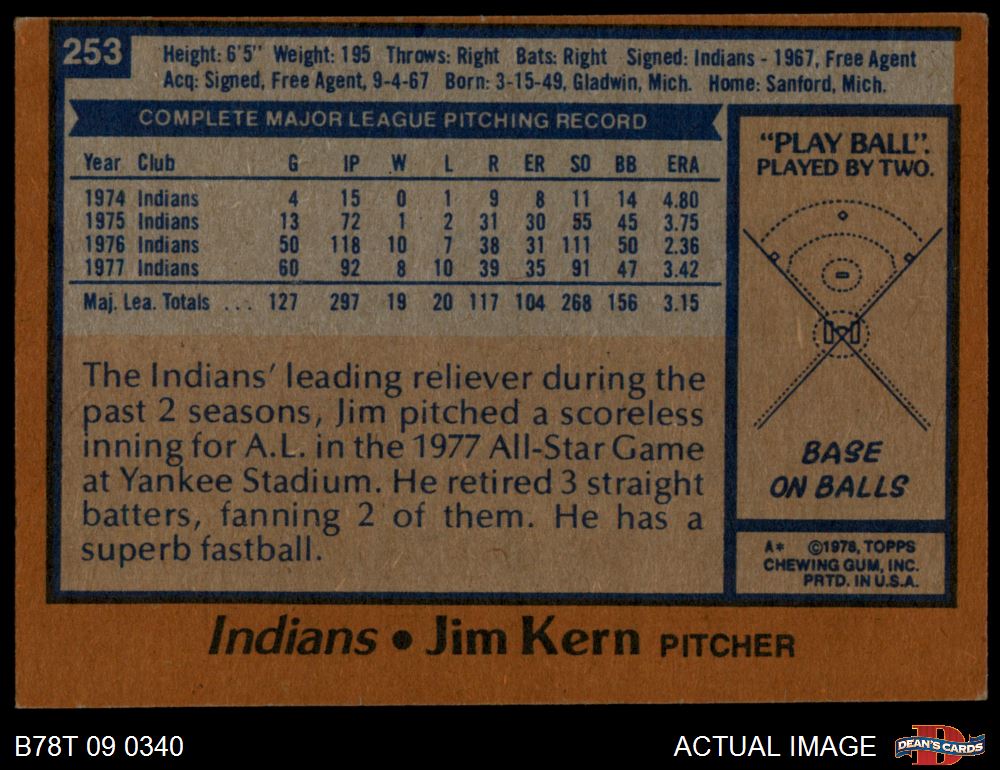 253
Height: 6'5" Weight: 195 Throws: Right Bats: Right Signed: Indians - 1967, Free Agent
Acq: Signed, Free Agent, 9-4-67 Born: 3-15-49, Gladwin, Mich. Home: Sanford, Mich.
COMPLETE MAJOR LEAGUE PITCHING RECORD
Year Club G IP W L R ER SO BB ERA
1974 Indians 4 15 0 1 9 8 11 14 4.80
1975 Indians 13 72 1 2 31 30 55 45 3.75
1976 Indians 50 118 10 7 38 31 111 50 2.36
1977 Indians 60 92 8 10 39 35 91 47 3.42
Maj. Lea. Totals ... 127 297 19 20 117 104 268 156 3.15
The Indians' leading reliever during the
past 2 seasons, Jim pitched a scoreless
inning for A.L. in the 1977 All-Star Game
at Yankee Stadium. He retired 3 straight
batters, fanning 2 of them. He has a
superb fastball.
"PLAY BALL".
PLAYED BY TWO.
BASE
ON BALLS
A* ©1978, TOPPS
CHEWING GUM, INC.
PRTD. IN U.S.A.
Indians • Jim Kern PITCHER
B78T 09 0340
ACTUAL IMAGE
D
DEAN'S CARDS